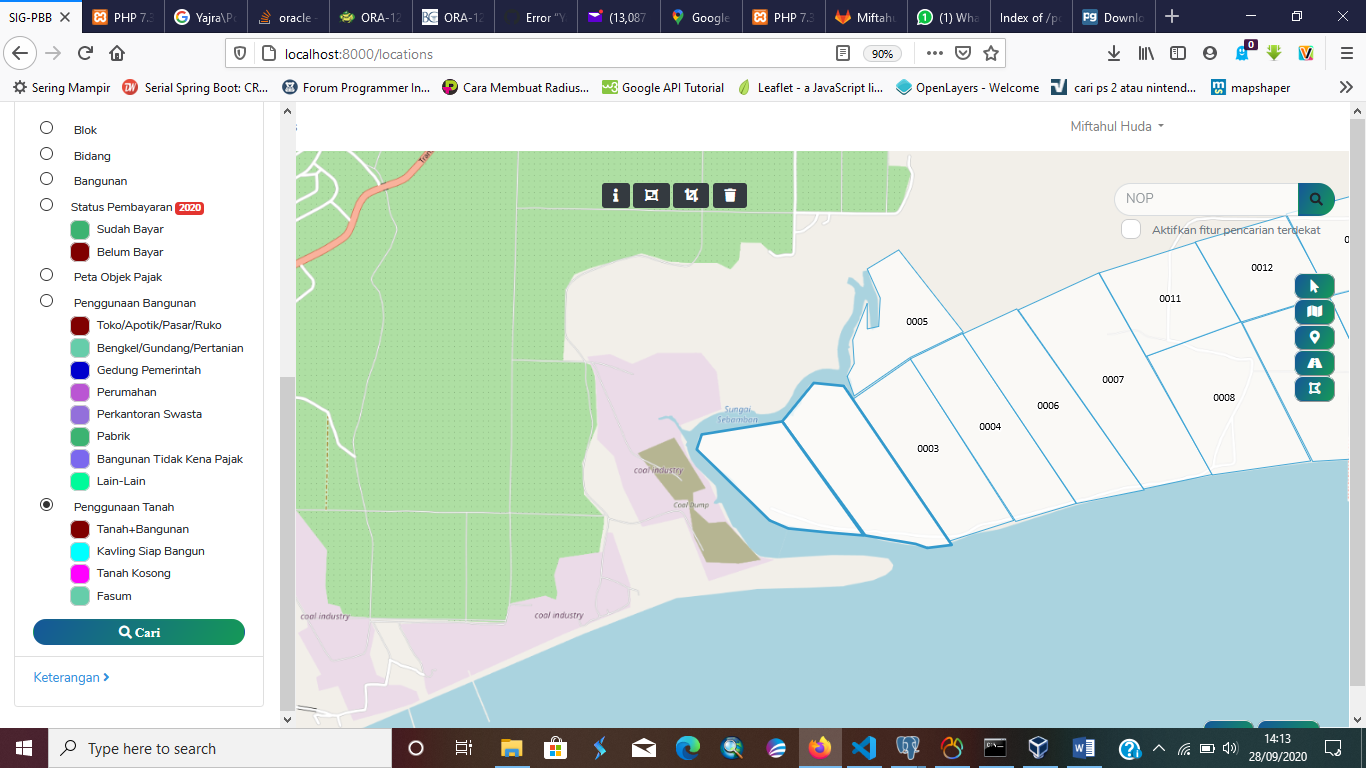 SIG-PBB
PHP 7.3
Yajra\P
oracle
ORA-12
ORA-12
Error "Y
(13,087
Google
PHP 7.3
Miftahu
(1) Wha
Index of /po
Downlo
localhost:8000/locations
90%
0
Sering Mampir
Serial Spring Boot: CR...
Forum Programmer In...
Cara Membuat Radius...
Google API Tutorial
Leaflet - a JavaScript li...
OpenLayers - Welcome
cari ps 2 atau nintend...
mapshaper
Miftahul Huda
Blok
Bidang
Bangunan
Status Pembayaran 2020
Sudah Bayar
Belum Bayar
Peta Objek Pajak
Penggunaan Bangunan
Toko/Apotik/Pasar/Ruko
Bengkel/Gundang/Pertanian
Gedung Pemerintah
Perumahan
Perkantoran Swasta
Pabrik
Bangunan Tidak Kena Pajak
Lain-Lain
Penggunaan Tanah
Tanah+Bangunan
Kavling Siap Bangun
Tanah Kosong
Fasum
Cari
Keterangan
Tran
NOP
Aktifkan fitur pencarian terdekat
0012
0011
0005
0007
0008
0006
0004
0003
Sungai
Sebamban
coal industry
Coal Dump
coal industry
coal industry
Type here to search
14:13
28/09/2020